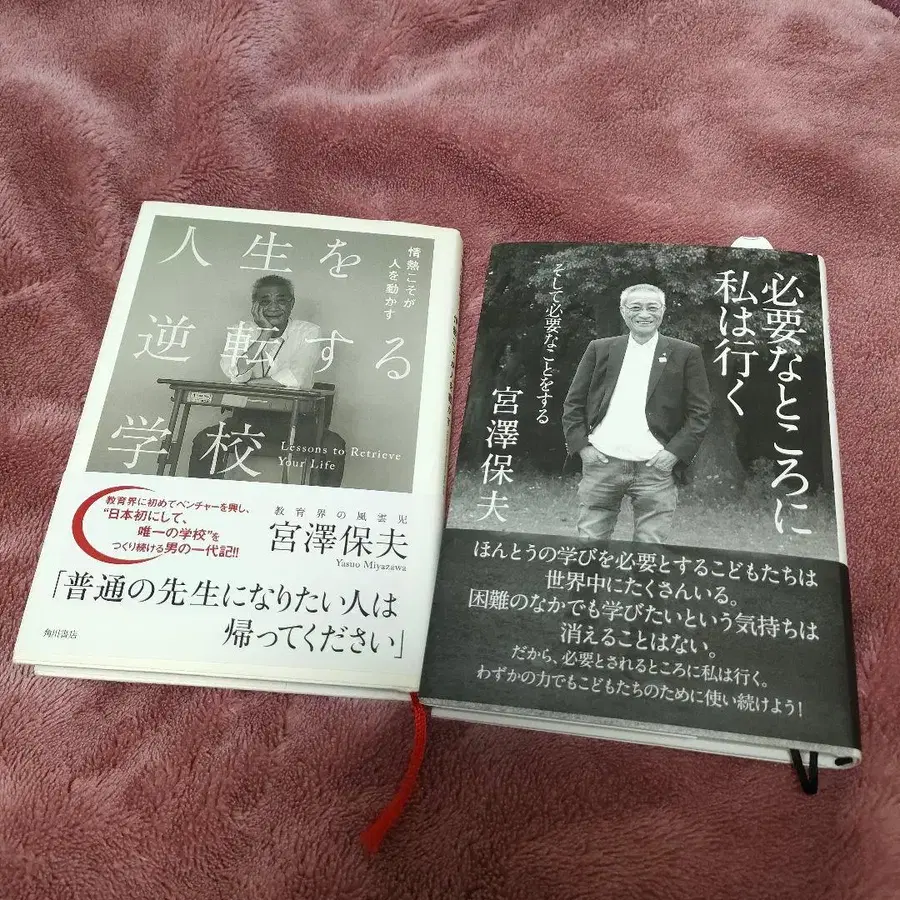 人生を
逆転する
学校
情熱こそが
人を動かす
Lessons to Retrieve
Your Life
教育界に初めてベンチャーを興し、
“日本初にして、
唯一の学校”を
つくり続ける男の一代記!!
教育界の風雲児
宮澤保夫
Yasuo Miyazawa
「普通の先生になりたい人は
帰ってください」
角川書店
必要なところに
私は行く
そして必要なことをする
宮澤保夫
ほんとうの学びを必要とするこどもたちは
世界中にたくさんいる。
困難のなかでも学びたいという気持ちは
消えることはない。
だから、必要とされるところに私は行く。
わずかの力でもこどもたちのために使い続けよう!